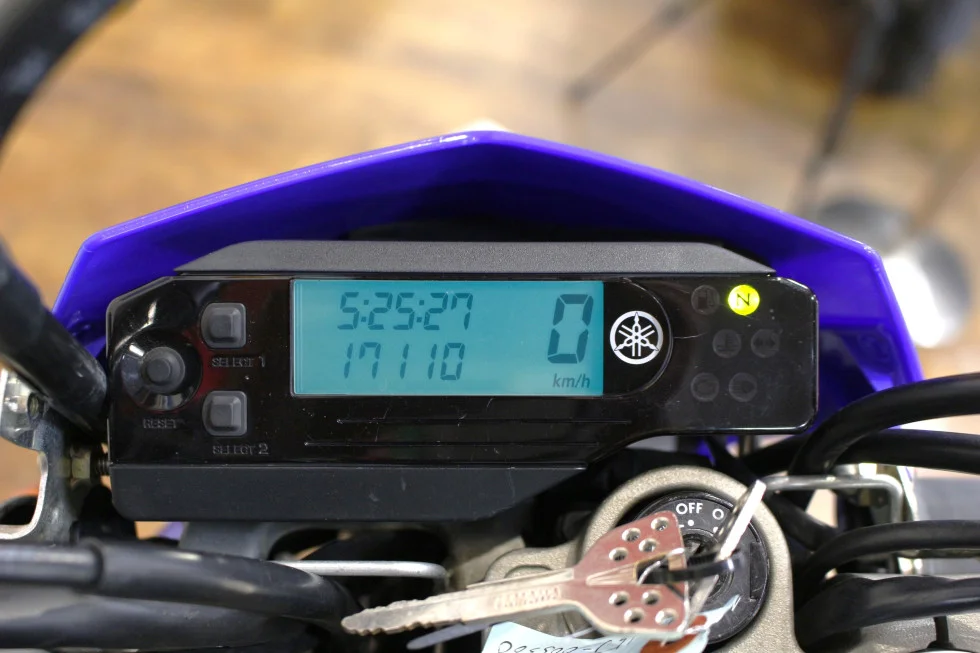 5:25:27
17110
0
km/h
N
SELECT 1
RESET
SELECT 2
OFF